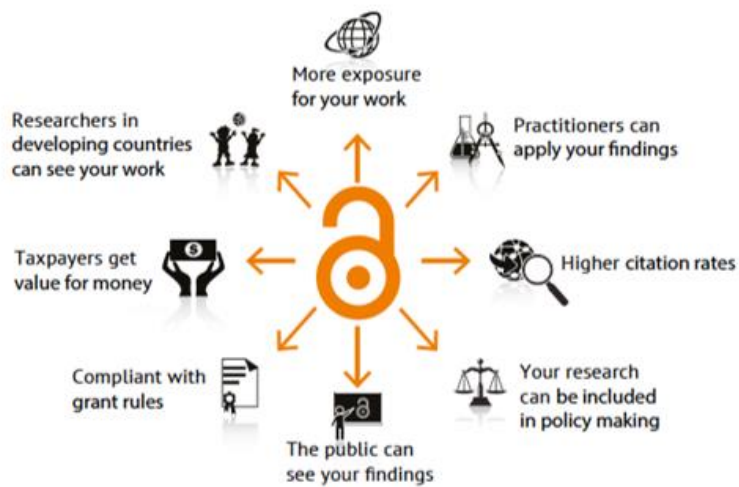 More exposure
for your work
Practitioners can
apply your findings
Higher citation rates
Your research
can be included
in policy making
The public can
see your findings
Compliant with
grant rules
Taxpayers get
value for money
$
Researchers in
developing countries
can see your work